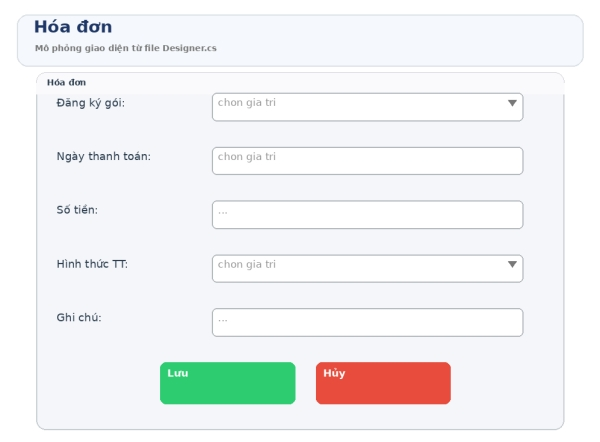 Hóa đơn
Mô phỏng giao diện từ file Designer.cs
Hóa đơn
Đăng ký gói: chon gia tri
Ngày thanh toán: chon gia tri
Số tiền: ...
Hình thức TT: chon gia tri
Ghi chú: ...
Lưu Hủy